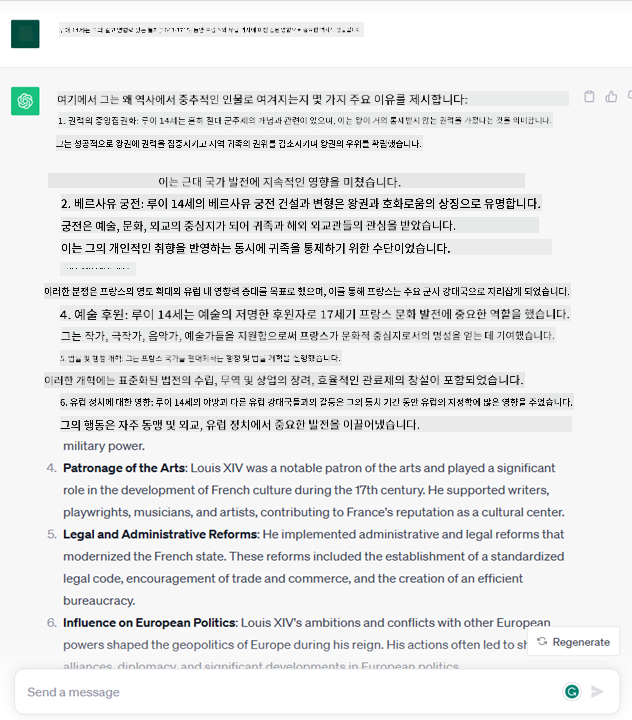 여기에서 그는 왜 역사에서 중추적인 인물로 여겨지는지 몇 가지 주요 이유를 제시합니다:
1. 권력의 중앙집권화: 루이 14세는 흔히 절대 군주제의 개념과 관련이 있으며, 이는 왕이 거의 통제받지 않는 권력을 가졌다는 것을 의미합니다.
그는 성공적으로 왕권에 권력을 집중시키고 지역 귀족의 권위를 감소시키며 왕권의 우위를 확립했습니다.
이는 근대 국가 발전에 지속적인 영향을 미쳤습니다.
2. 베르사유 궁전: 루이 14세의 베르사유 궁전 건설과 변형은 왕권과 호화로움의 상징으로 유명합니다.
궁전은 예술, 문화, 외교의 중심지가 되어 귀족과 해외 외교관들의 관심을 받았습니다.
이는 그의 개인적인 취향을 반영하는 동시에 귀족을 통제하기 위한 수단이었습니다.
이러한 분쟁은 프랑스의 영토 확대와 유럽 내 영향력 증대를 목표로 했으며, 이를 통해 프랑스는 주요 군사 강대국으로 자리잡게 되었습니다.
4. 예술 후원: 루이 14세는 예술의 저명한 후원자로 17세기 프랑스 문화 발전에 중요한 역할을 했습니다.
그는 작가, 극작가, 음악가, 예술가들을 지원함으로써 프랑스가 문화적 중심지로서의 명성을 얻는 데 기여했습니다.
5. 법률 및 행정 개혁: 그는 프랑스 국가를 현대화하는 행정 및 법률 개혁을 실행했습니다.
이러한 개혁에는 표준화된 법전의 수립, 무역 및 상업의 장려, 효율적인 관료제의 창설이 포함되었습니다.
6. 유럽 정치에 대한 영향: 루이 14세의 야망과 다른 유럽 강대국들과의 갈등은 그의 통치 기간 동안 유럽의 지정학에 많은 영향을 주었습니다.
그의 행동은 자주 동맹 및 외교, 유럽 정치에서 중요한 발전을 이끌어냈습니다.
military power.
4. Patronage of the Arts: Louis XIV was a notable patron of the arts and played a significant
role in the development of French culture during the 17th century. He supported writers,
playwrights, musicians, and artists, contributing to France's reputation as a cultural center.
5. Legal and Administrative Reforms: He implemented administrative and legal reforms that
modernized the French state. These reforms included the establishment of a standardized
legal code, encouragement of trade and commerce, and the creation of an efficient
bureaucracy.
6. Influence on European Politics: Louis XIV's ambitions and conflicts with other European
powers shaped the geopolitics of Europe during his reign. His actions often led to sh
Regenerate
alliances, diplomacy, and significant developments in European politics.
Send a message